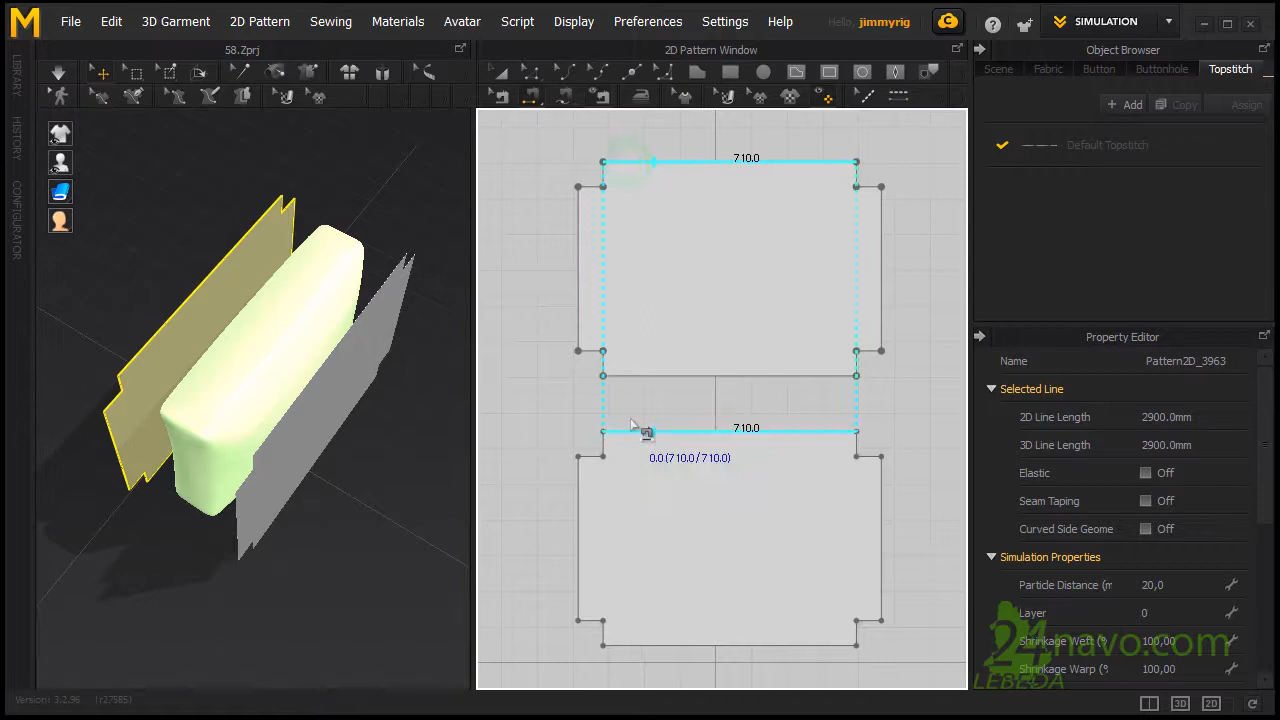 File Edit 3D Garment 2D Pattern Sewing Materials Avatar Script Display Preferences Settings Help Hello, jimmyrig SIMULATION
58.Zprj 2D Pattern Window Object Browser
Scene Fabric Button Buttonhole Topstitch
+ Add Copy Assign
Default Topstitch
LIBRARY
HISTORY
CONFIGURATOR
710.0
710.0
0.0 (710.0 / 710.0)
Property Editor
Name Pattern2D_3963
Selected Line
2D Line Length 2900.0mm
3D Line Length 2900.0mm
Elastic Off
Seam Taping Off
Curved Side Geome Off
Simulation Properties
Particle Distance (m 20,0
Layer 0
Shrinkage Weft (% 100,00
Shrinkage Warp (% 100,00
24navo.com
LEBEDA
Version: 3.2.96 (r27585)
3D 2D